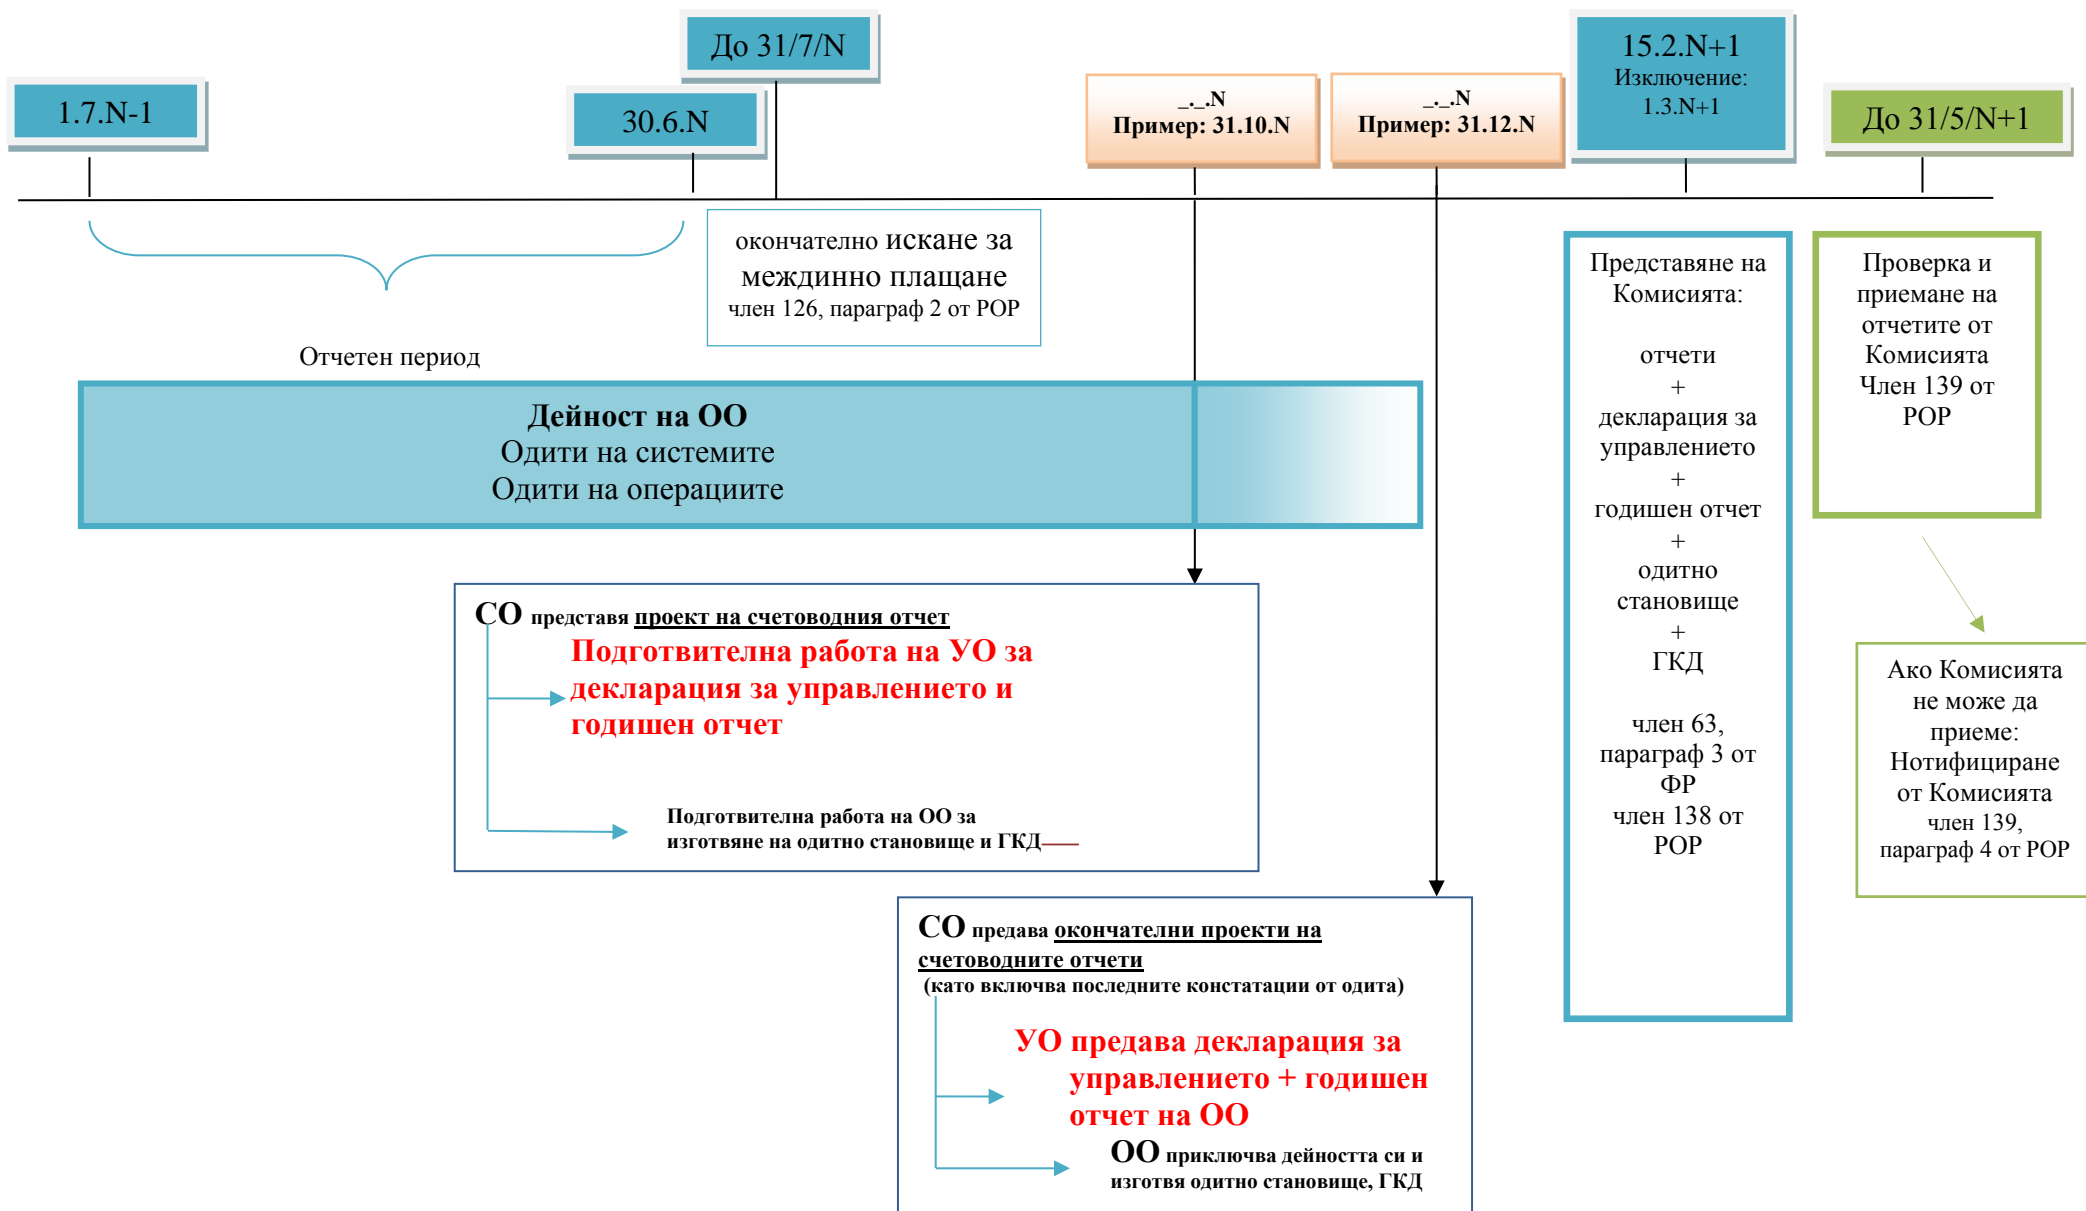 1.7.N-1
30.6.N
До 31/7/N
_._.N
Пример: 31.10.N
_._.N
Пример: 31.12.N
15.2.N+1
Изключение:
1.3.N+1
До 31/5/N+1
Отчетен период
окончателно искане за
междинно плащане
член 126, параграф 2 от РОР
Дейност на ОО
Одити на системите
Одити на операциите
СО представя проект на счетоводния отчет
Подготвителна работа на УО за
декларация за управлението и
годишен отчет
Подготвителна работа на ОО за
изготвяне на одитно становище и ГКД
СО предава окончателни проекти на
счетоводните отчети
(като включва последните констатации от одита)
УО предава декларация за
управлението + годишен
отчет на ОО
ОО приключва дейността си и
изготвя одитно становище, ГКД
Представяне на
Комисията:
отчети
+
декларация за
управлението
+
годишен отчет
+
одитно
становище
+
ГКД
член 63,
параграф 3 от
ФР
член 138 от
РОР
Проверка и
приемане на
отчетите от
Комисията
Член 139 от
РОР
Ако Комисията
не може да
приеме:
Нотифициране
от Комисията
член 139,
параграф 4 от РОР